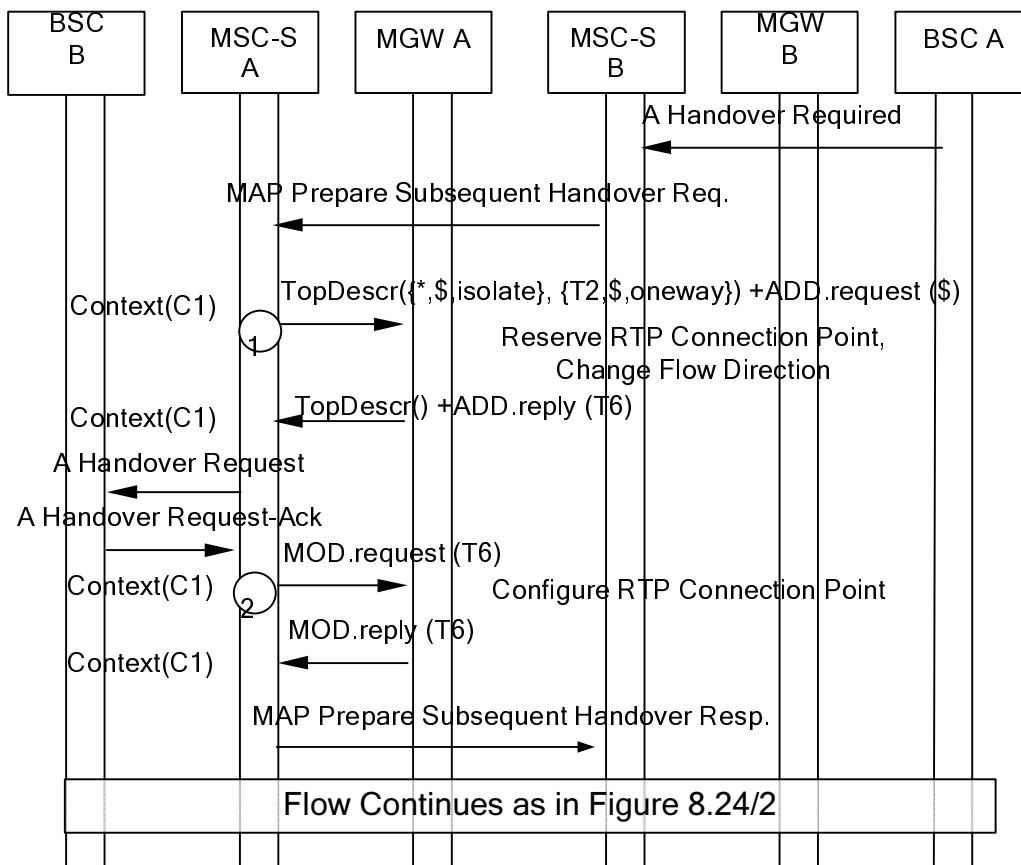 BSC
B
MSC-S
A
MGW A
MSC-S
B
MGW
B
BSC A
A Handover Required
MAP Prepare Subsequent Handover Req.
Context(C1)
TopDescr({*,$,isolate}, {T2,$,oneway}) +ADD.request ($)
1
Reserve RTP Connection Point,
Change Flow Direction
Context(C1)
TopDescr() +ADD.reply (T6)
A Handover Request
A Handover Request-Ack
MOD.request (T6)
Context(C1)
2
Configure RTP Connection Point
MOD.reply (T6)
Context(C1)
MAP Prepare Subsequent Handover Resp.
Flow Continues as in Figure 8.24/2